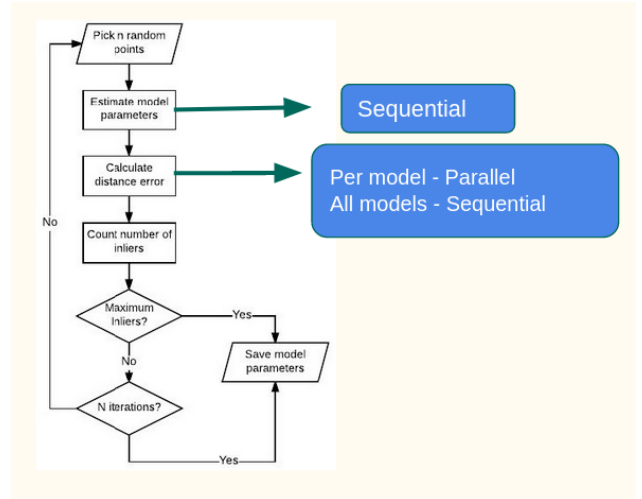 Pick n random
points
Estimate model
parameters
Sequential
Calculate
distance error
Per model - Parallel
All models - Sequential
No
Count number of
inliers
Maximum
Inliers?
Yes
Save model
parameters
No
N iterations?
Yes